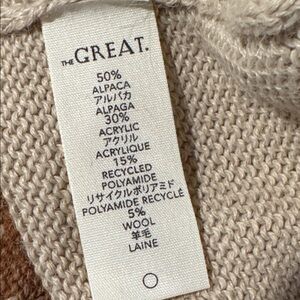 THE GREAT.
50%
ALPACA
アルパカ
ALPAGA
30%
ACRYLIC
アクリル
ACRYLIQUE
15%
RECYCLED
POLYAMIDE
リサイクルポリアミド
POLYAMIDE RECYCLÉ
5%
WOOL
羊毛
LAINE